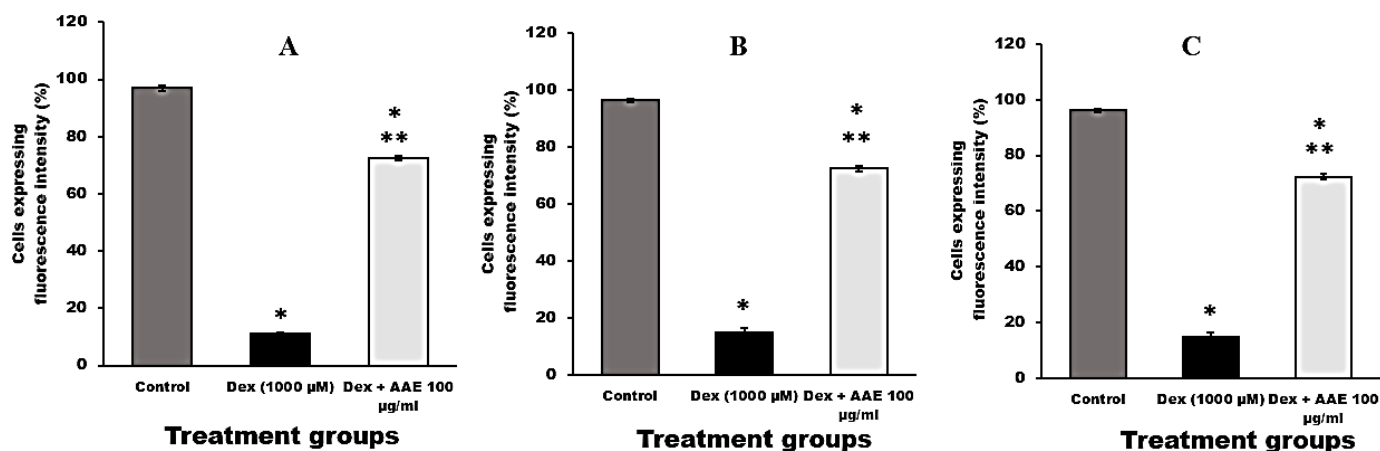 A
Cells expressing
fluorescence intensity (%)
120
100
80
60
40
20
0
*
*
**
Control
Dex (1000 µM)
Dex + AAE 100
µg/ml
Treatment groups
B
Cells expressing
fluorescence intensity (%)
120
100
80
60
40
20
0
*
*
**
Control
Dex (1000 µM)
Dex + AAE 100
µg/ml
Treatment groups
C
Cells expressing
fluorescence intensity (%)
120
100
80
60
40
20
0
*
*
**
Control
Dex (1000 µM)
Dex + AAE 100
µg/ml
Treatment groups